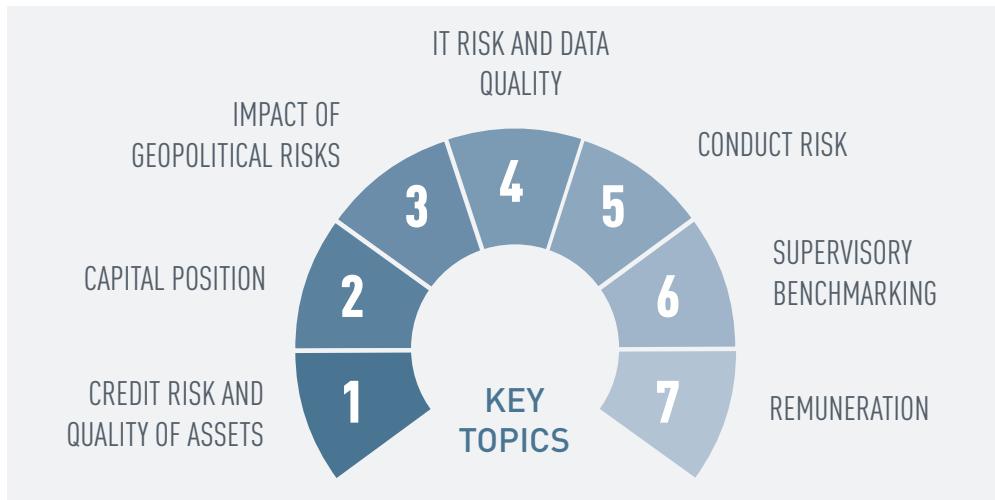 IT RISK AND DATA
QUALITY
IMPACT OF
GEOPOLITICAL RISKS
CONDUCT RISK
CAPITAL POSITION
SUPERVISORY
BENCHMARKING
CREDIT RISK AND
QUALITY OF ASSETS
REMUNERATION
1
2
3
4
5
6
7
KEY
TOPICS